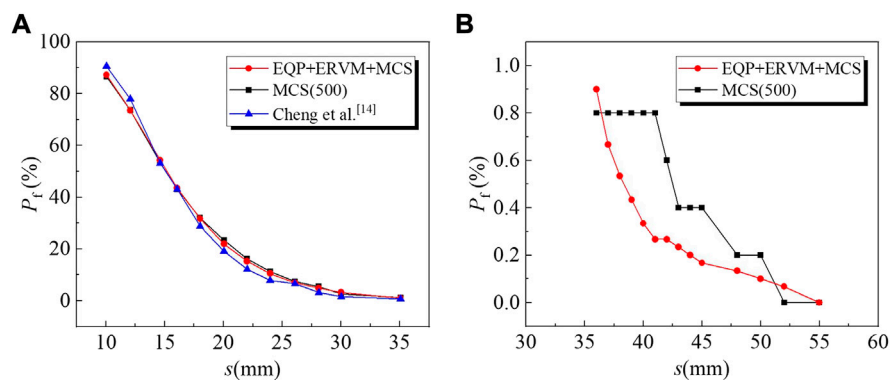 A
100
80
60
40
20
0
P_f (%)
EQP+ERVM+MCS
MCS(500)
Cheng et al.[14]
10 15 20 25 30 35
s(mm)
B
1.0
0.8
0.6
0.4
0.2
0.0
P_f (%)
EQP+ERVM+MCS
MCS(500)
30 35 40 45 50 55 60
s(mm)